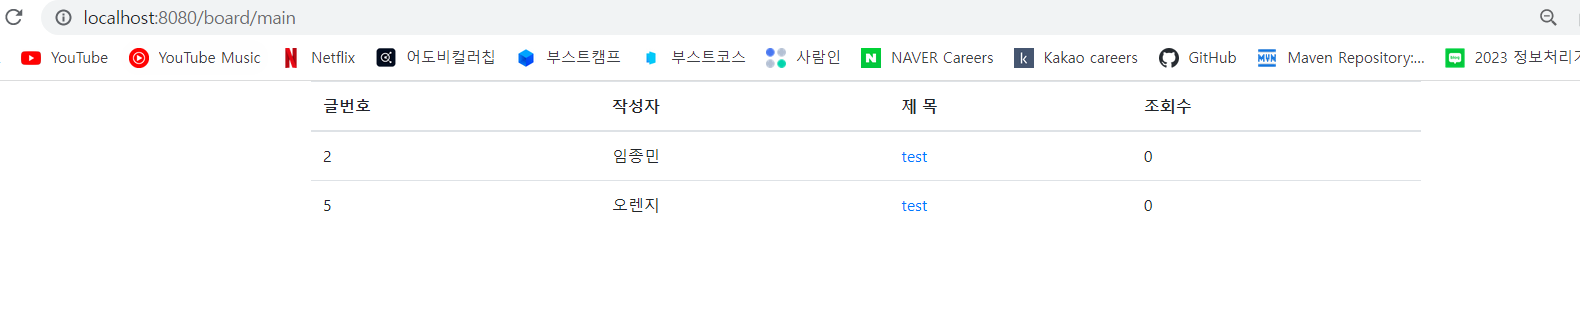 localhost:8080/board/main
YouTube YouTube Music Netflix 어도비컬러칩 부스트캠프 부스트코스 사람인 NAVER Careers k Kakao careers GitHub MVN Maven Repository:... 2023 정보처리기
글번호 작성자 제 목 조회수
2 임종민 test 0
5 오렌지 test 0